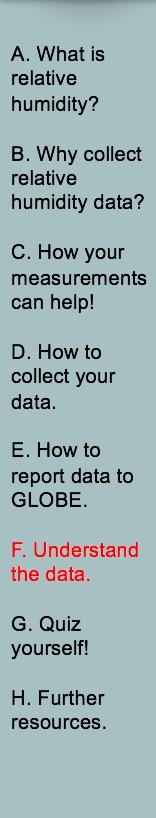 A. What is
relative
humidity?
B. Why collect
relative
humidity data?
C. How your
measurements
can help!
D. How to
collect your
data.
E. How to
report data to
GLOBE.
F. Understand
the data.
G. Quiz
yourself!
H. Further
resources.